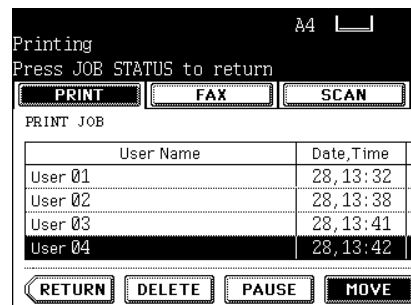 A4
Printing
Press JOB STATUS to return
PRINT FAX SCAN
PRINT JOB
User Name Date,Time
User 01 28,13:32
User 02 28,13:38
User 03 28,13:41
User 04 28,13:42
RETURN DELETE PAUSE MOVE